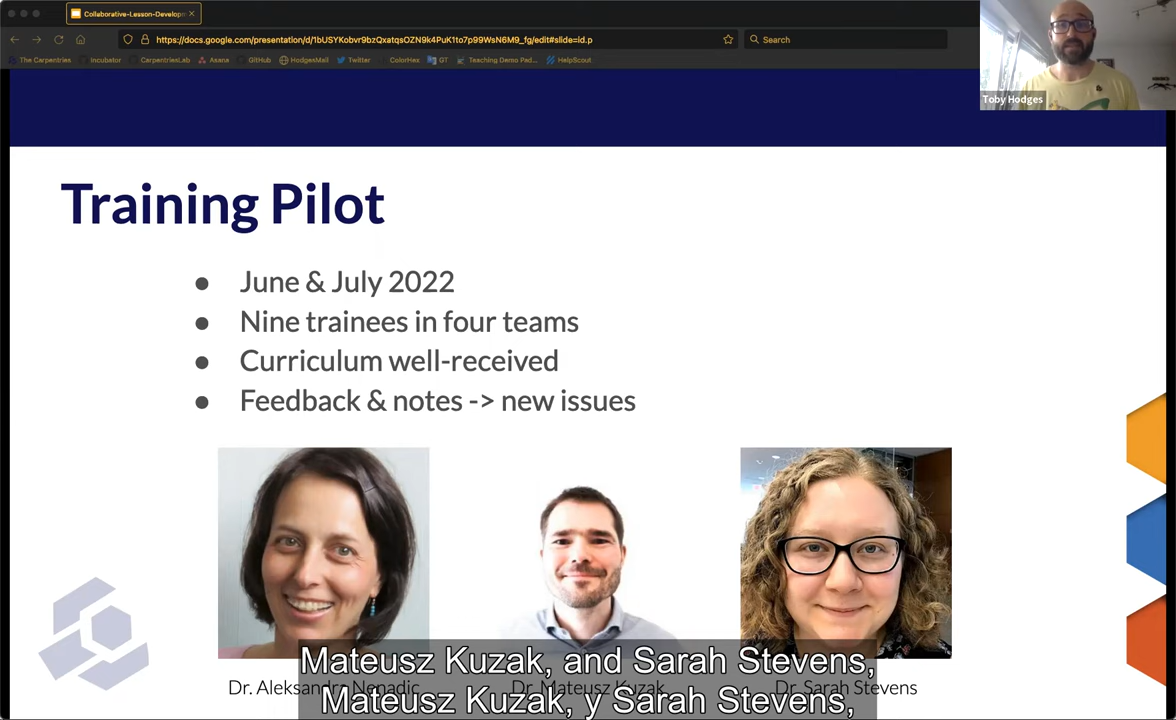 Collaborative-Lesson-Developm
https://docs.google.com/presentation/d/1bUSYKobvr9bzQxatqsOZN9k4PuK1to7p99WsN6M9_fg/edit#slide=id.p
Search
The Carpentries
Incubator
CarpentriesLab
Asana
GitHub
HodgesMail
Twitter
ColorHex
GT
Teaching Demo Pad...
HelpScout
Toby Hodges
Training Pilot
● June & July 2022
● Nine trainees in four teams
● Curriculum well-received
● Feedback & notes -> new issues
Mateusz Kuzak, and Sarah Stevens,
Dr. Aleksandra Nenadic
Dr. Mateusz Kuzak
Dr. Sarah Stevens
Mateusz Kuzak, y Sarah Stevens,